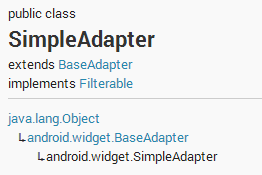 public class
SimpleAdapter
extends BaseAdapter
implements Filterable
java.lang.Object
↳android.widget.BaseAdapter
↳android.widget.SimpleAdapter